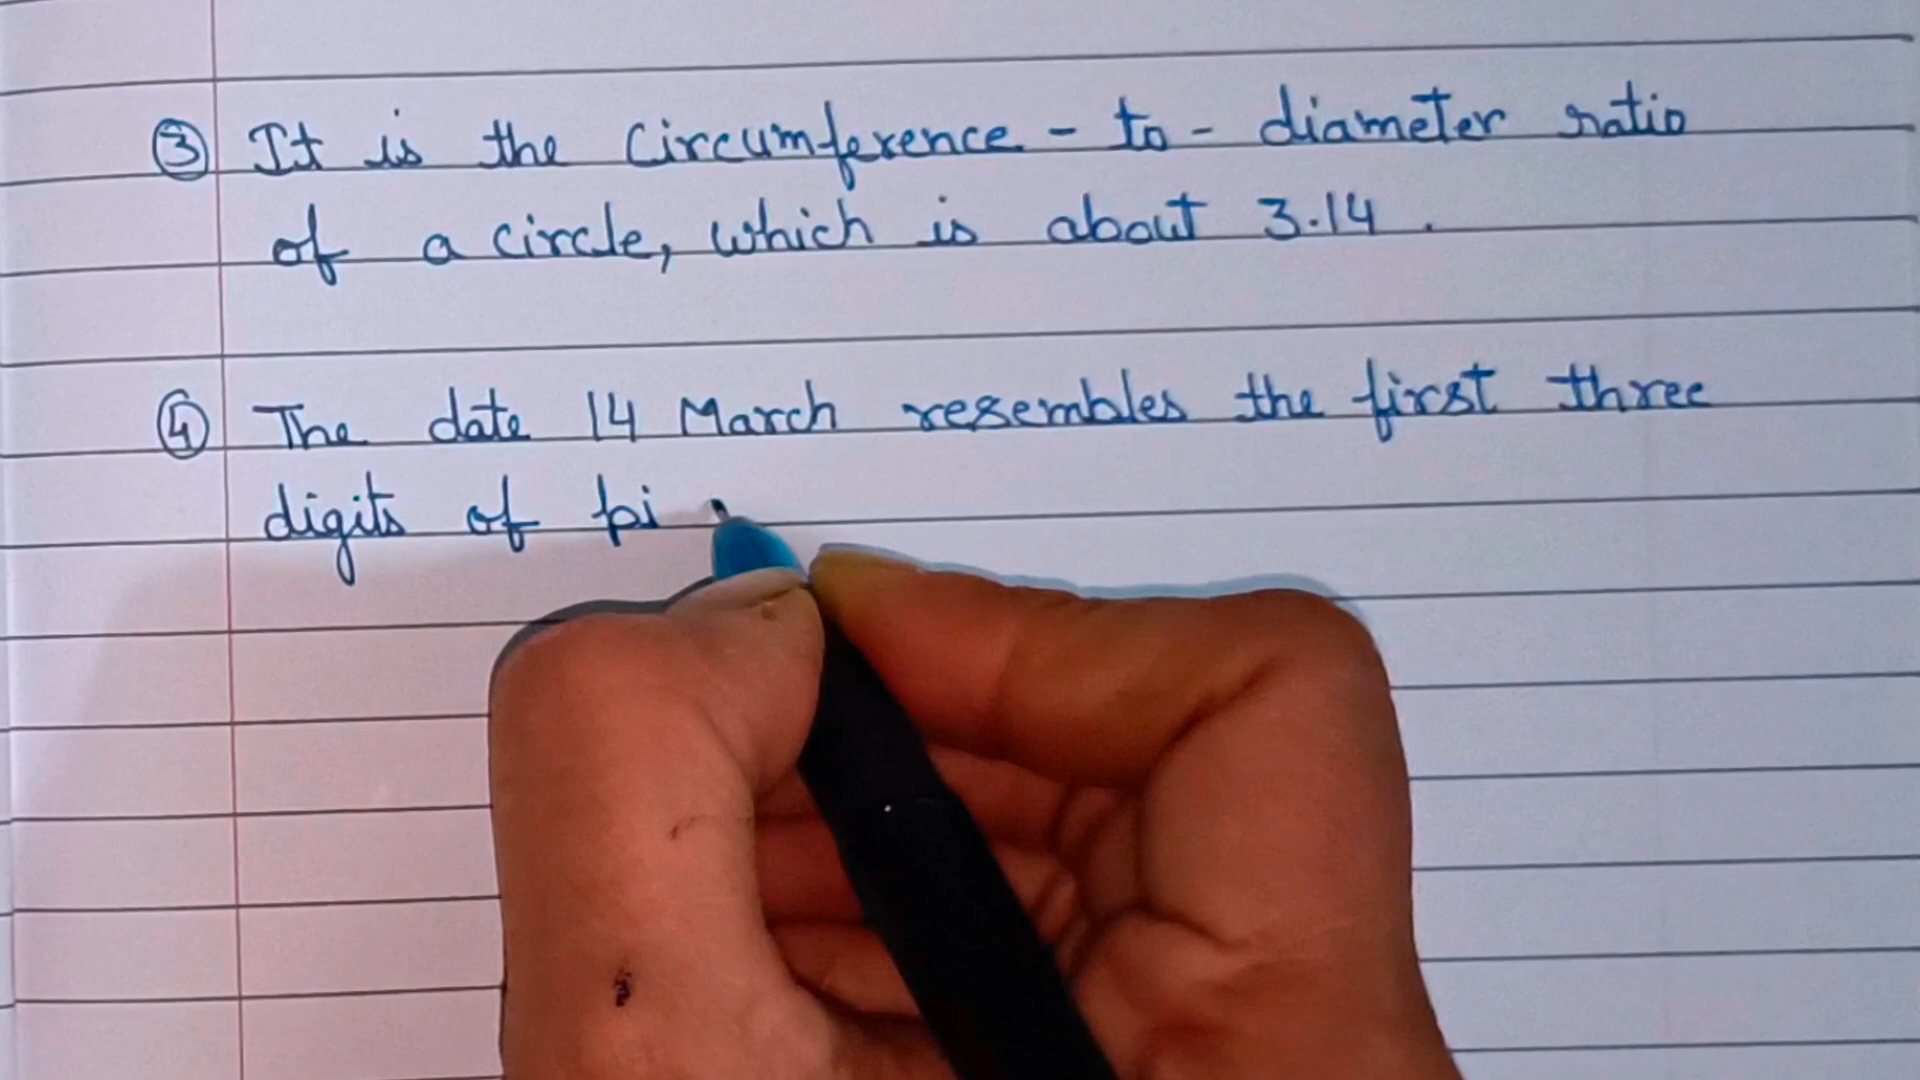 ③ It is the circumference - to - diameter ratio
of a circle, which is about 3.14 .
④ The date 14 March resembles the first three
digits of pi